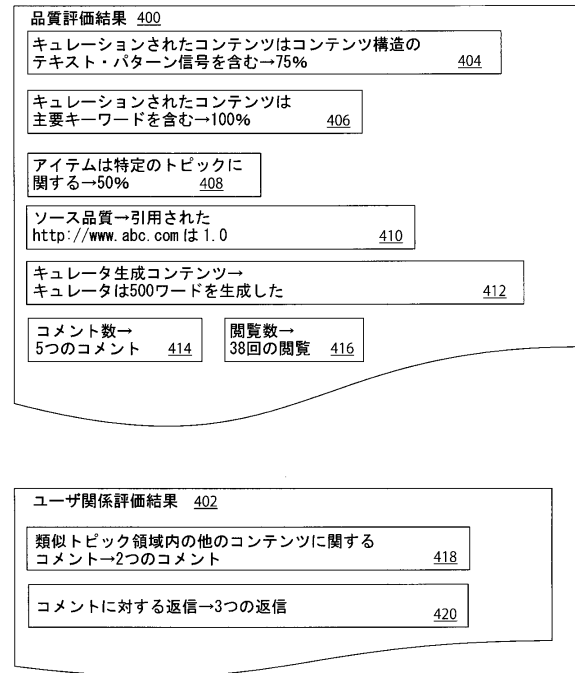 品質評価結果 400
キュレーションされたコンテンツはコンテンツ構造の
テキスト・パターン信号を含む→75% 404
キュレーションされたコンテンツは
主要キーワードを含む→100% 406
アイテムは特定のトピックに
関する→50% 408
ソース品質→引用された
http://www.abc.comは1.0 410
キュレータ生成コンテンツ→
キュレータは500ワードを生成した 412
コメント数→
5つのコメント 414
閲覧数→
38回の閲覧 416
ユーザ関係評価結果 402
類似トピック領域内の他のコンテンツに関する
コメント→2つのコメント 418
コメントに対する返信→3つの返信 420